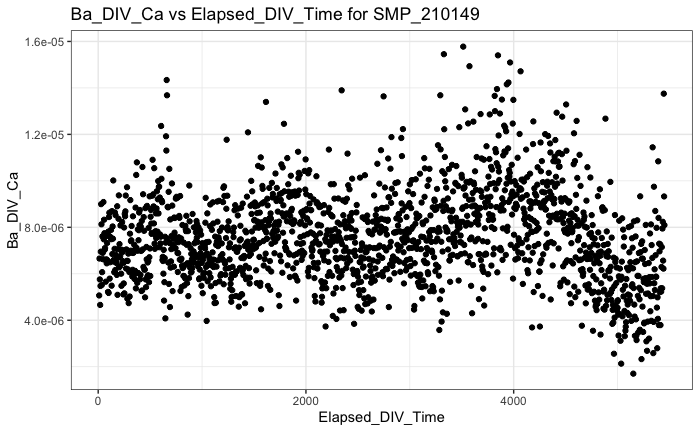 Ba_DIV_Ca vs Elapsed_DIV_Time for SMP_210149
1.6e-05
1.2e-05
8.0e-06
4.0e-06
Ba_DIV_Ca
0 2000 4000
Elapsed_DIV_Time